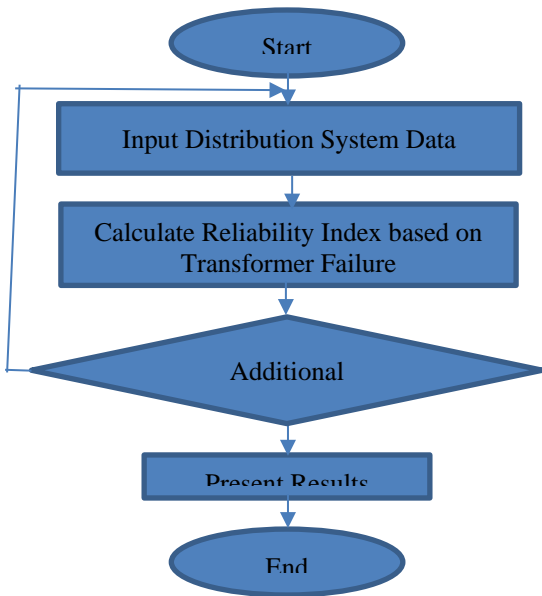 Start
Input Distribution System Data
Calculate Reliability Index based on
Transformer Failure
Additional
Present Results
End